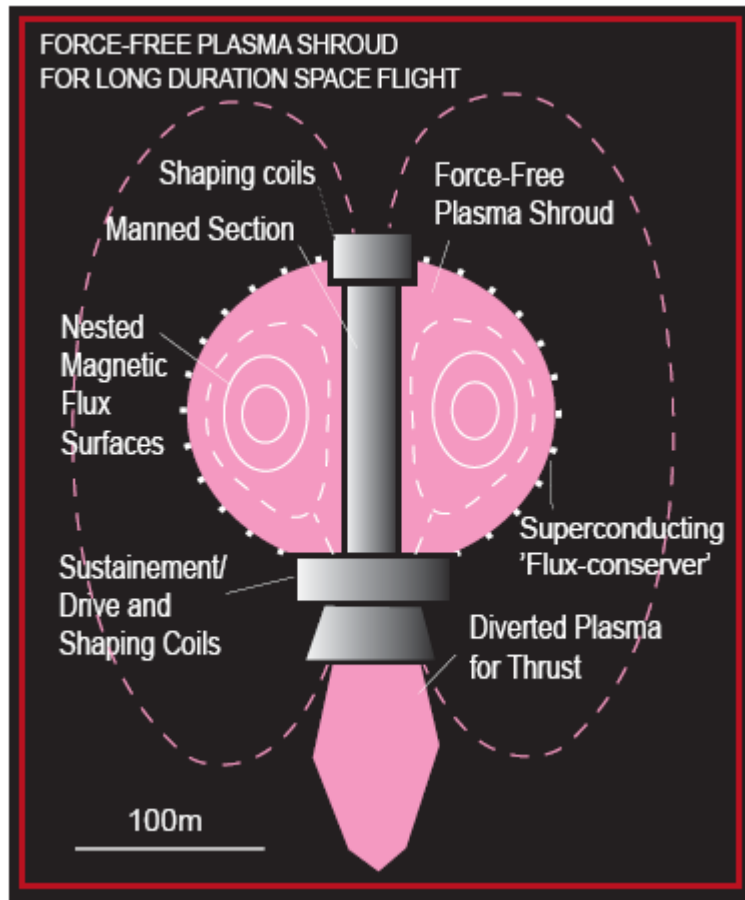 FORCE-FREE PLASMA SHROUD
FOR LONG DURATION SPACE FLIGHT
Shaping coils
Manned Section
Force-Free
Plasma Shroud
Nested
Magnetic
Flux
Surfaces
Superconducting
'Flux-conserver'
Sustainement/
Drive and
Shaping Coils
Diverted Plasma
for Thrust
100m